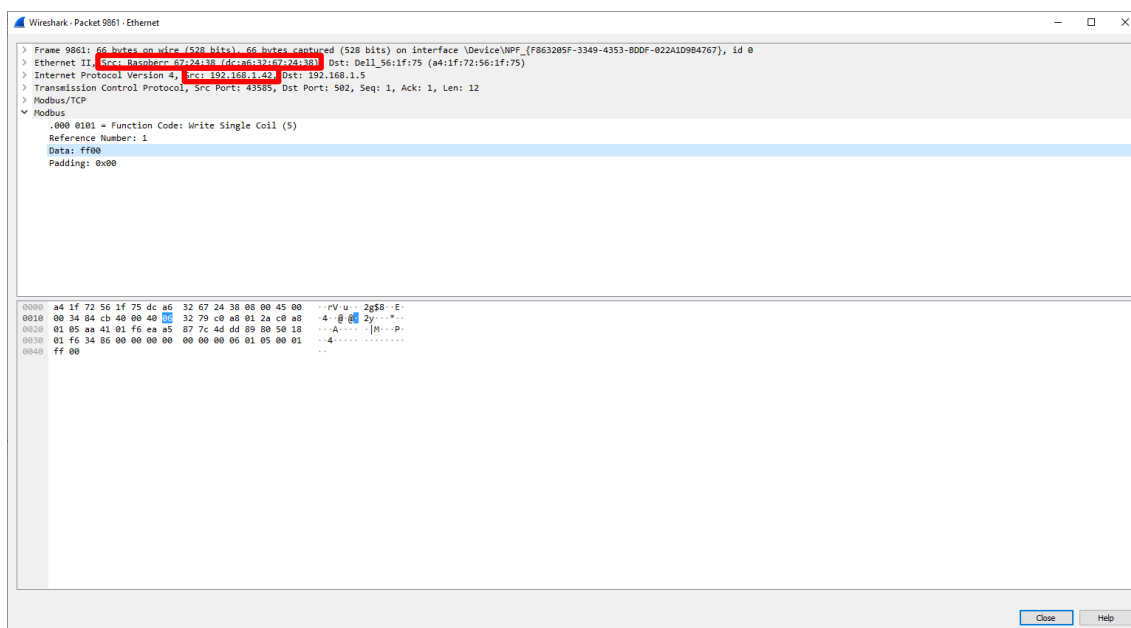 Wireshark · Packet 9861 · Ethernet
> Frame 9861: 66 bytes on wire (528 bits), 66 bytes captured (528 bits) on interface \Device\NPF_{F863205F-3349-4353-BDDF-022A1D9B4767}, id 0
> Ethernet II, Src: Raspberr_67:24:38 (dc:a6:32:67:24:38), Dst: Dell_56:1f:75 (a4:1f:72:56:1f:75)
> Internet Protocol Version 4, Src: 192.168.1.42, Dst: 192.168.1.5
> Transmission Control Protocol, Src Port: 43585, Dst Port: 502, Seq: 1, Ack: 1, Len: 12
> Modbus/TCP
Modbus
.000 0101 = Function Code: Write Single Coil (5)
Reference Number: 1
Data: ff00
Padding: 0x00
0000 a4 1f 72 56 1f 75 dc a6 32 67 24 38 08 00 45 00 ··rV·u·· 2g$8··E·
0010 00 34 84 cb 40 00 40 06 32 79 c0 a8 01 2a c0 a8 ·4··@·@· 2y···*··
0020 01 05 aa 41 01 f6 ea a5 87 7c 4d dd 89 80 50 18 ···A···· ·|M···P·
0030 01 f6 34 86 00 00 00 00 00 00 00 06 01 05 00 01 ··4····· ········
0040 ff 00 ··
Close Help